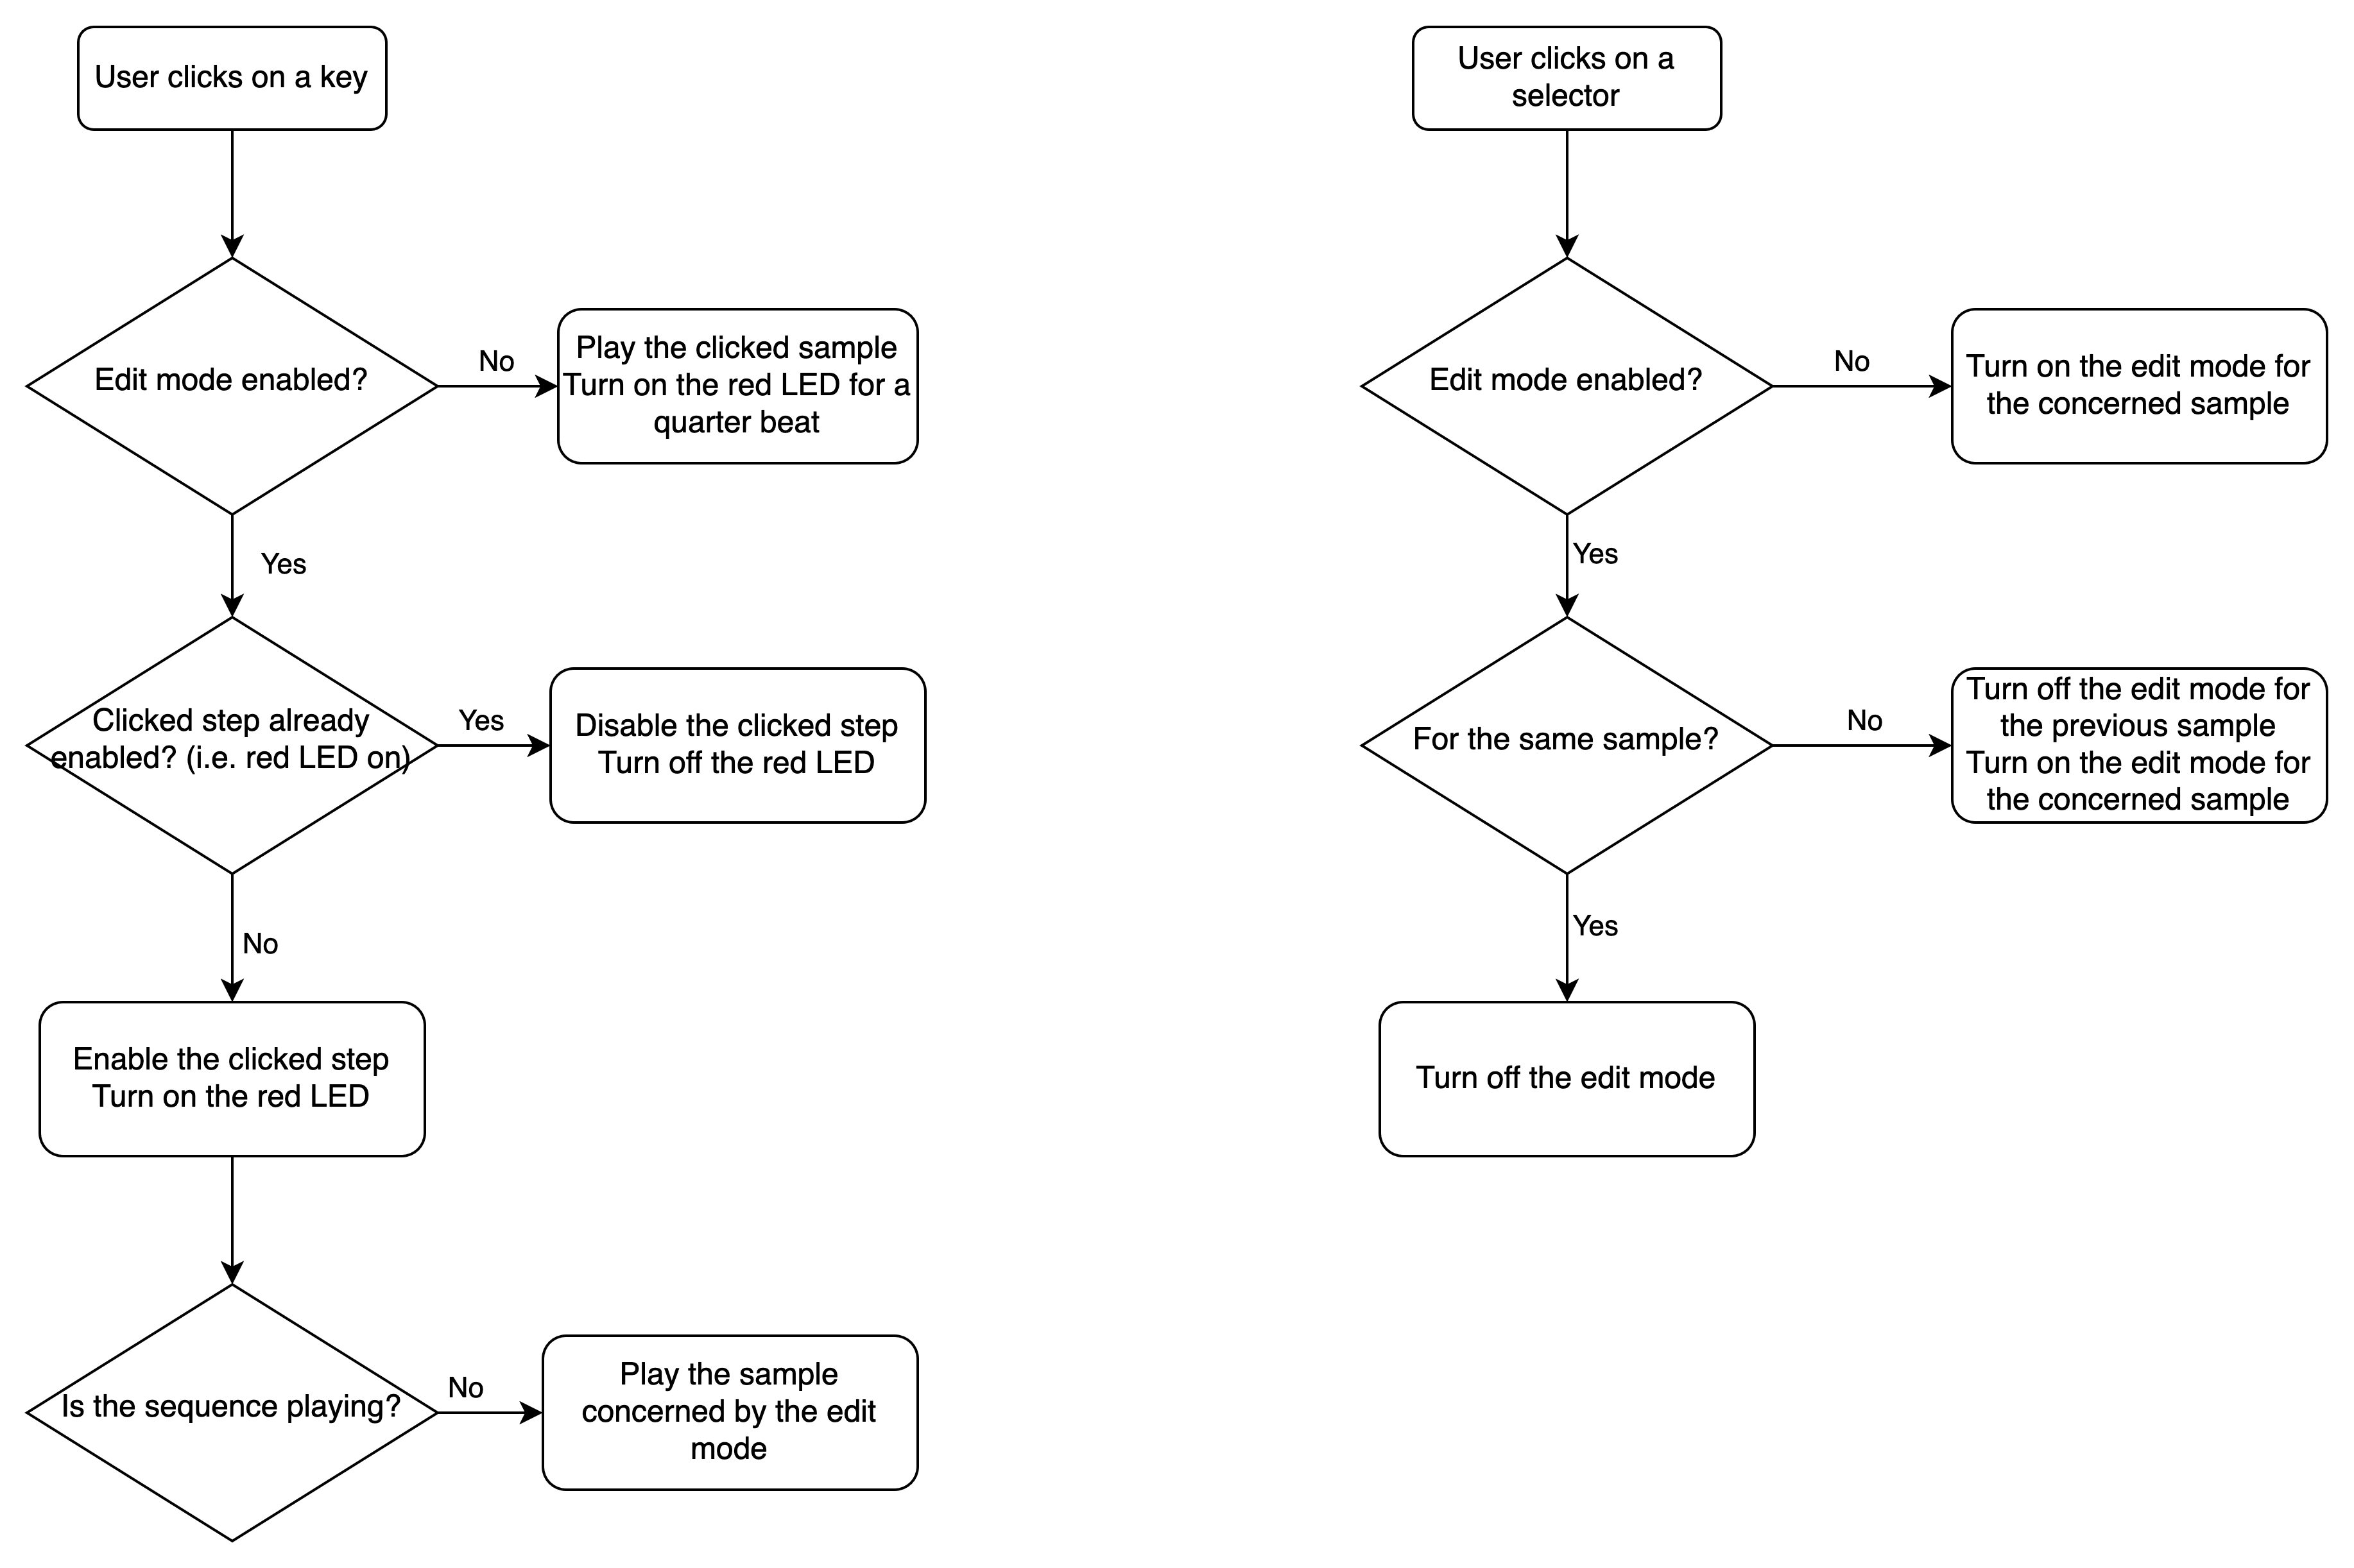 User clicks on a key
Edit mode enabled?
No
Play the clicked sample
Turn on the red LED for a
quarter beat
Yes
Clicked step already
enabled? (i.e. red LED on)
Yes
Disable the clicked step
Turn off the red LED
No
Enable the clicked step
Turn on the red LED
Is the sequence playing?
No
Play the sample
concerned by the edit
mode
User clicks on a
selector
Edit mode enabled?
No
Turn on the edit mode for
the concerned sample
Yes
For the same sample?
No
Turn off the edit mode for
the previous sample
Turn on the edit mode for
the concerned sample
Yes
Turn off the edit mode